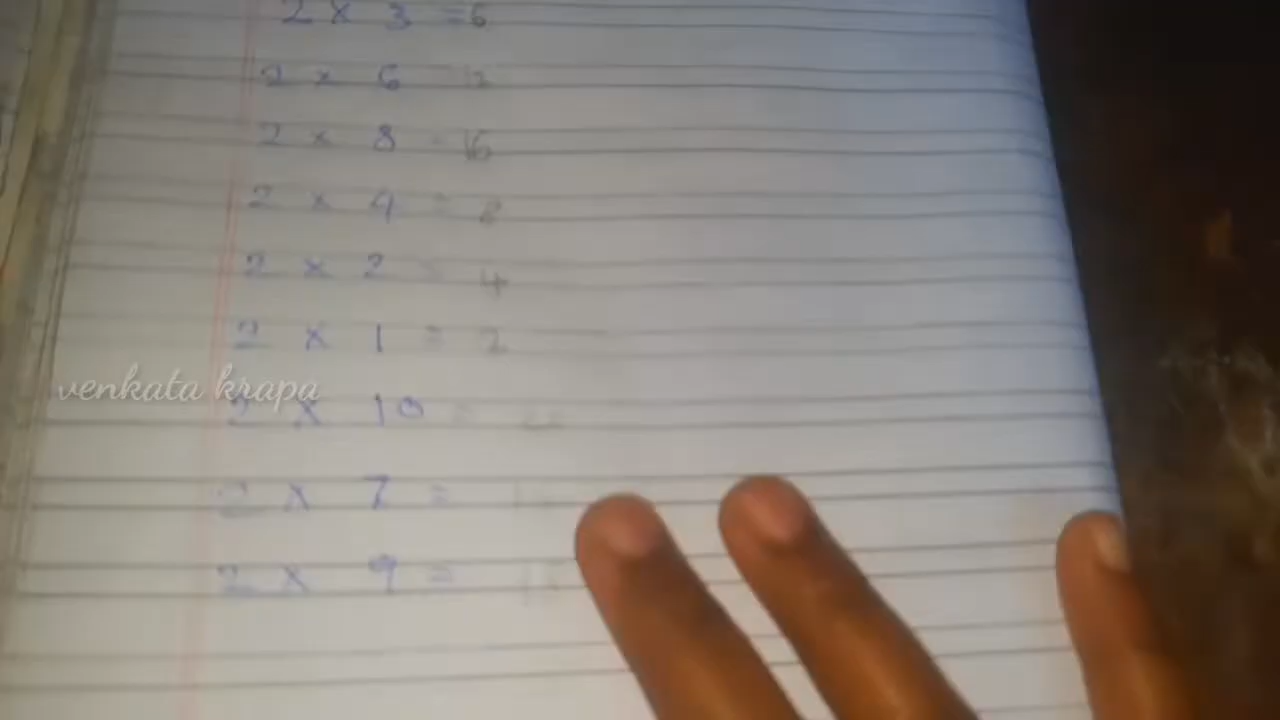 2 x 3 = 6
2 x 6 = 12
2 x 8 = 16
2 x 4 = 8
2 x 2 = 4
2 x 1 = 2
venkata krapa
2 x 10 =
2 x 7 =
2 x 9 =